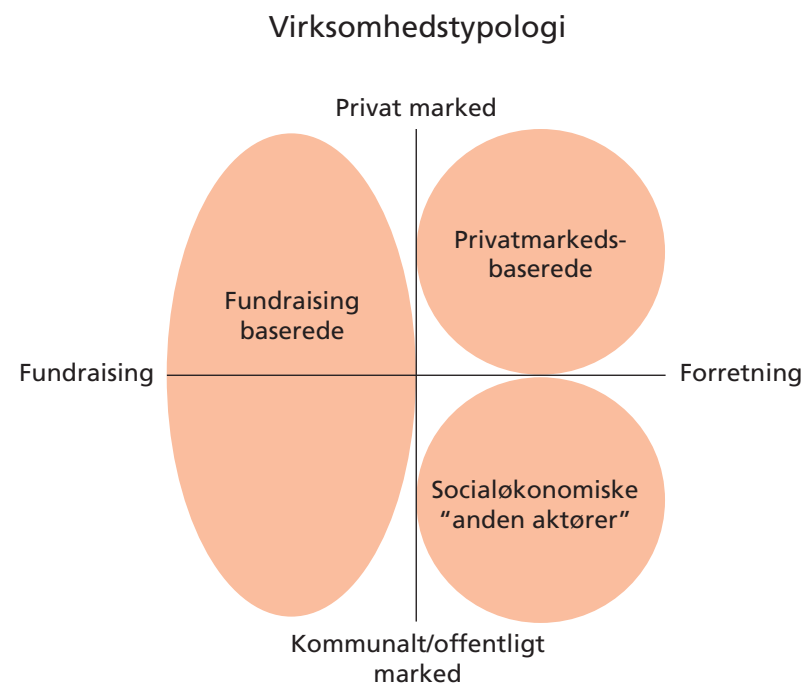 Virksomhedstypologi
Privat marked
Privatmarkeds-
baserede
Fundraising
baserede
Fundraising
Forretning
Socialøkonomiske
“anden aktører”
Kommunalt/offentligt
marked